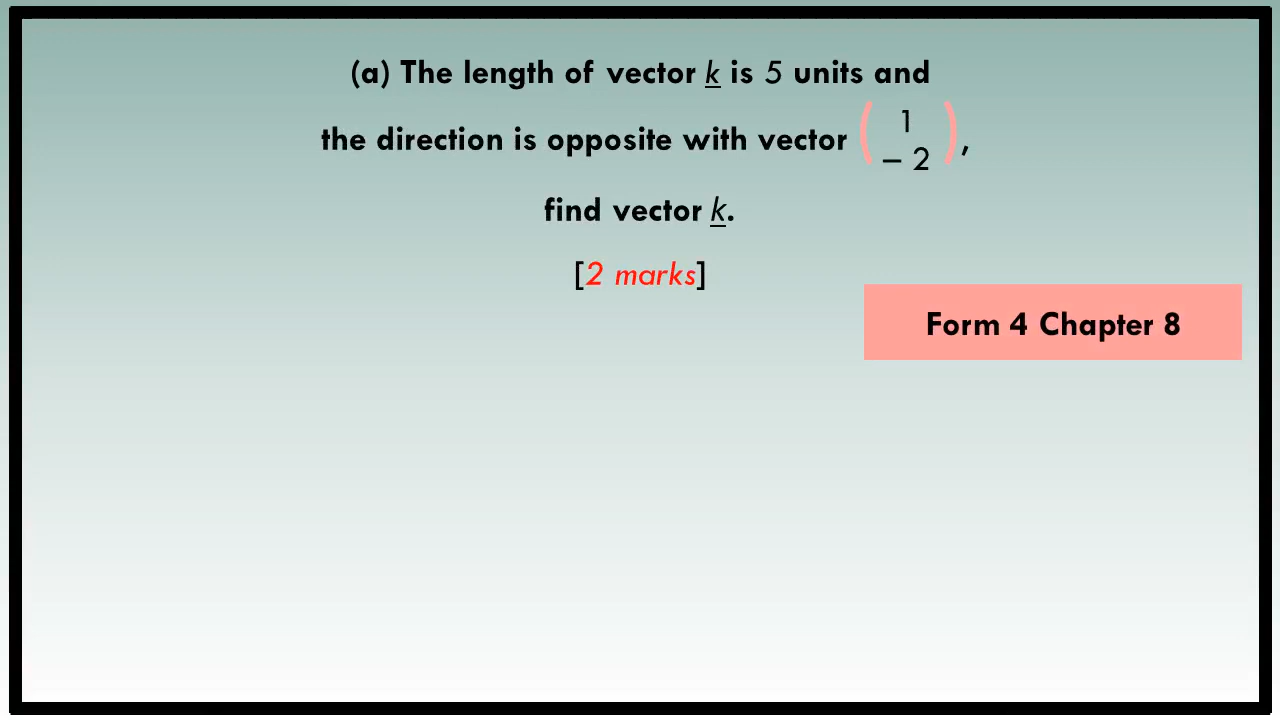 (a) The length of vector k is 5 units and
the direction is opposite with vector ( 1
– 2 ) ,
find vector k.
[2 marks]
Form 4 Chapter 8